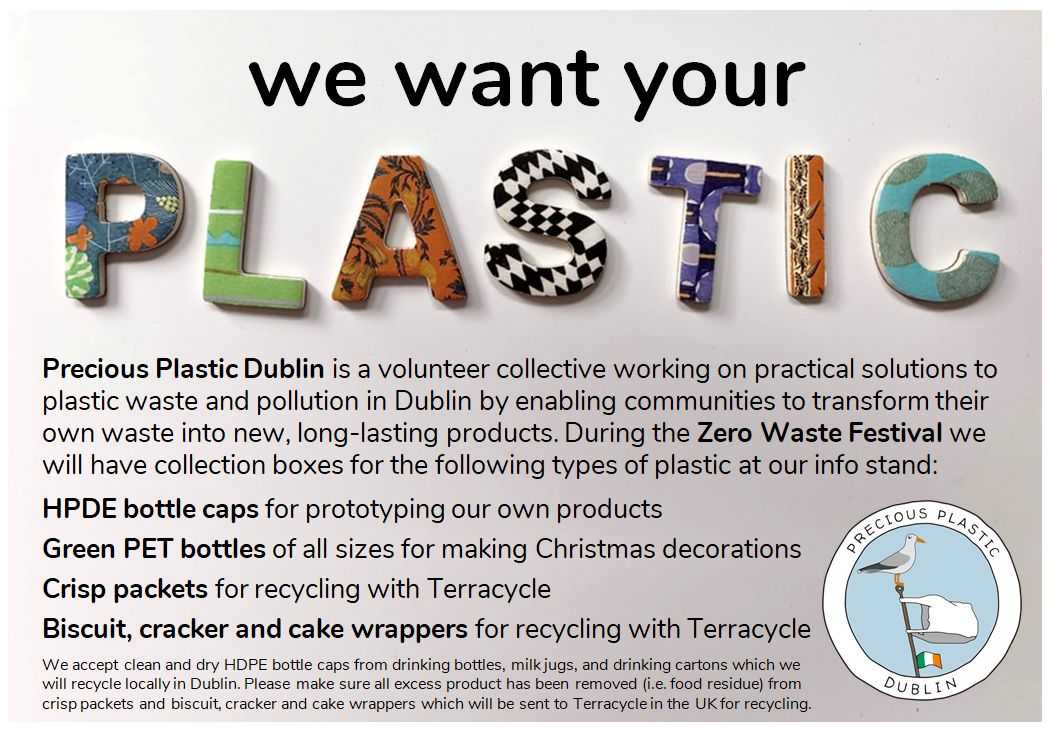 we want your
PLASTIC
Precious Plastic Dublin is a volunteer collective working on practical solutions to
plastic waste and pollution in Dublin by enabling communities to transform their
own waste into new, long-lasting products. During the Zero Waste Festival we
will have collection boxes for the following types of plastic at our info stand:
HPDE bottle caps for prototyping our own products
Green PET bottles of all sizes for making Christmas decorations
Crisp packets for recycling with Terracycle
Biscuit, cracker and cake wrappers for recycling with Terracycle
We accept clean and dry HDPE bottle caps from drinking bottles, milk jugs, and drinking cartons which we
will recycle locally in Dublin. Please make sure all excess product has been removed (i.e. food residue) from
crisp packets and biscuit, cracker and cake wrappers which will be sent to Terracycle in the UK for recycling.
PRECIOUS PLASTIC
DUBLIN